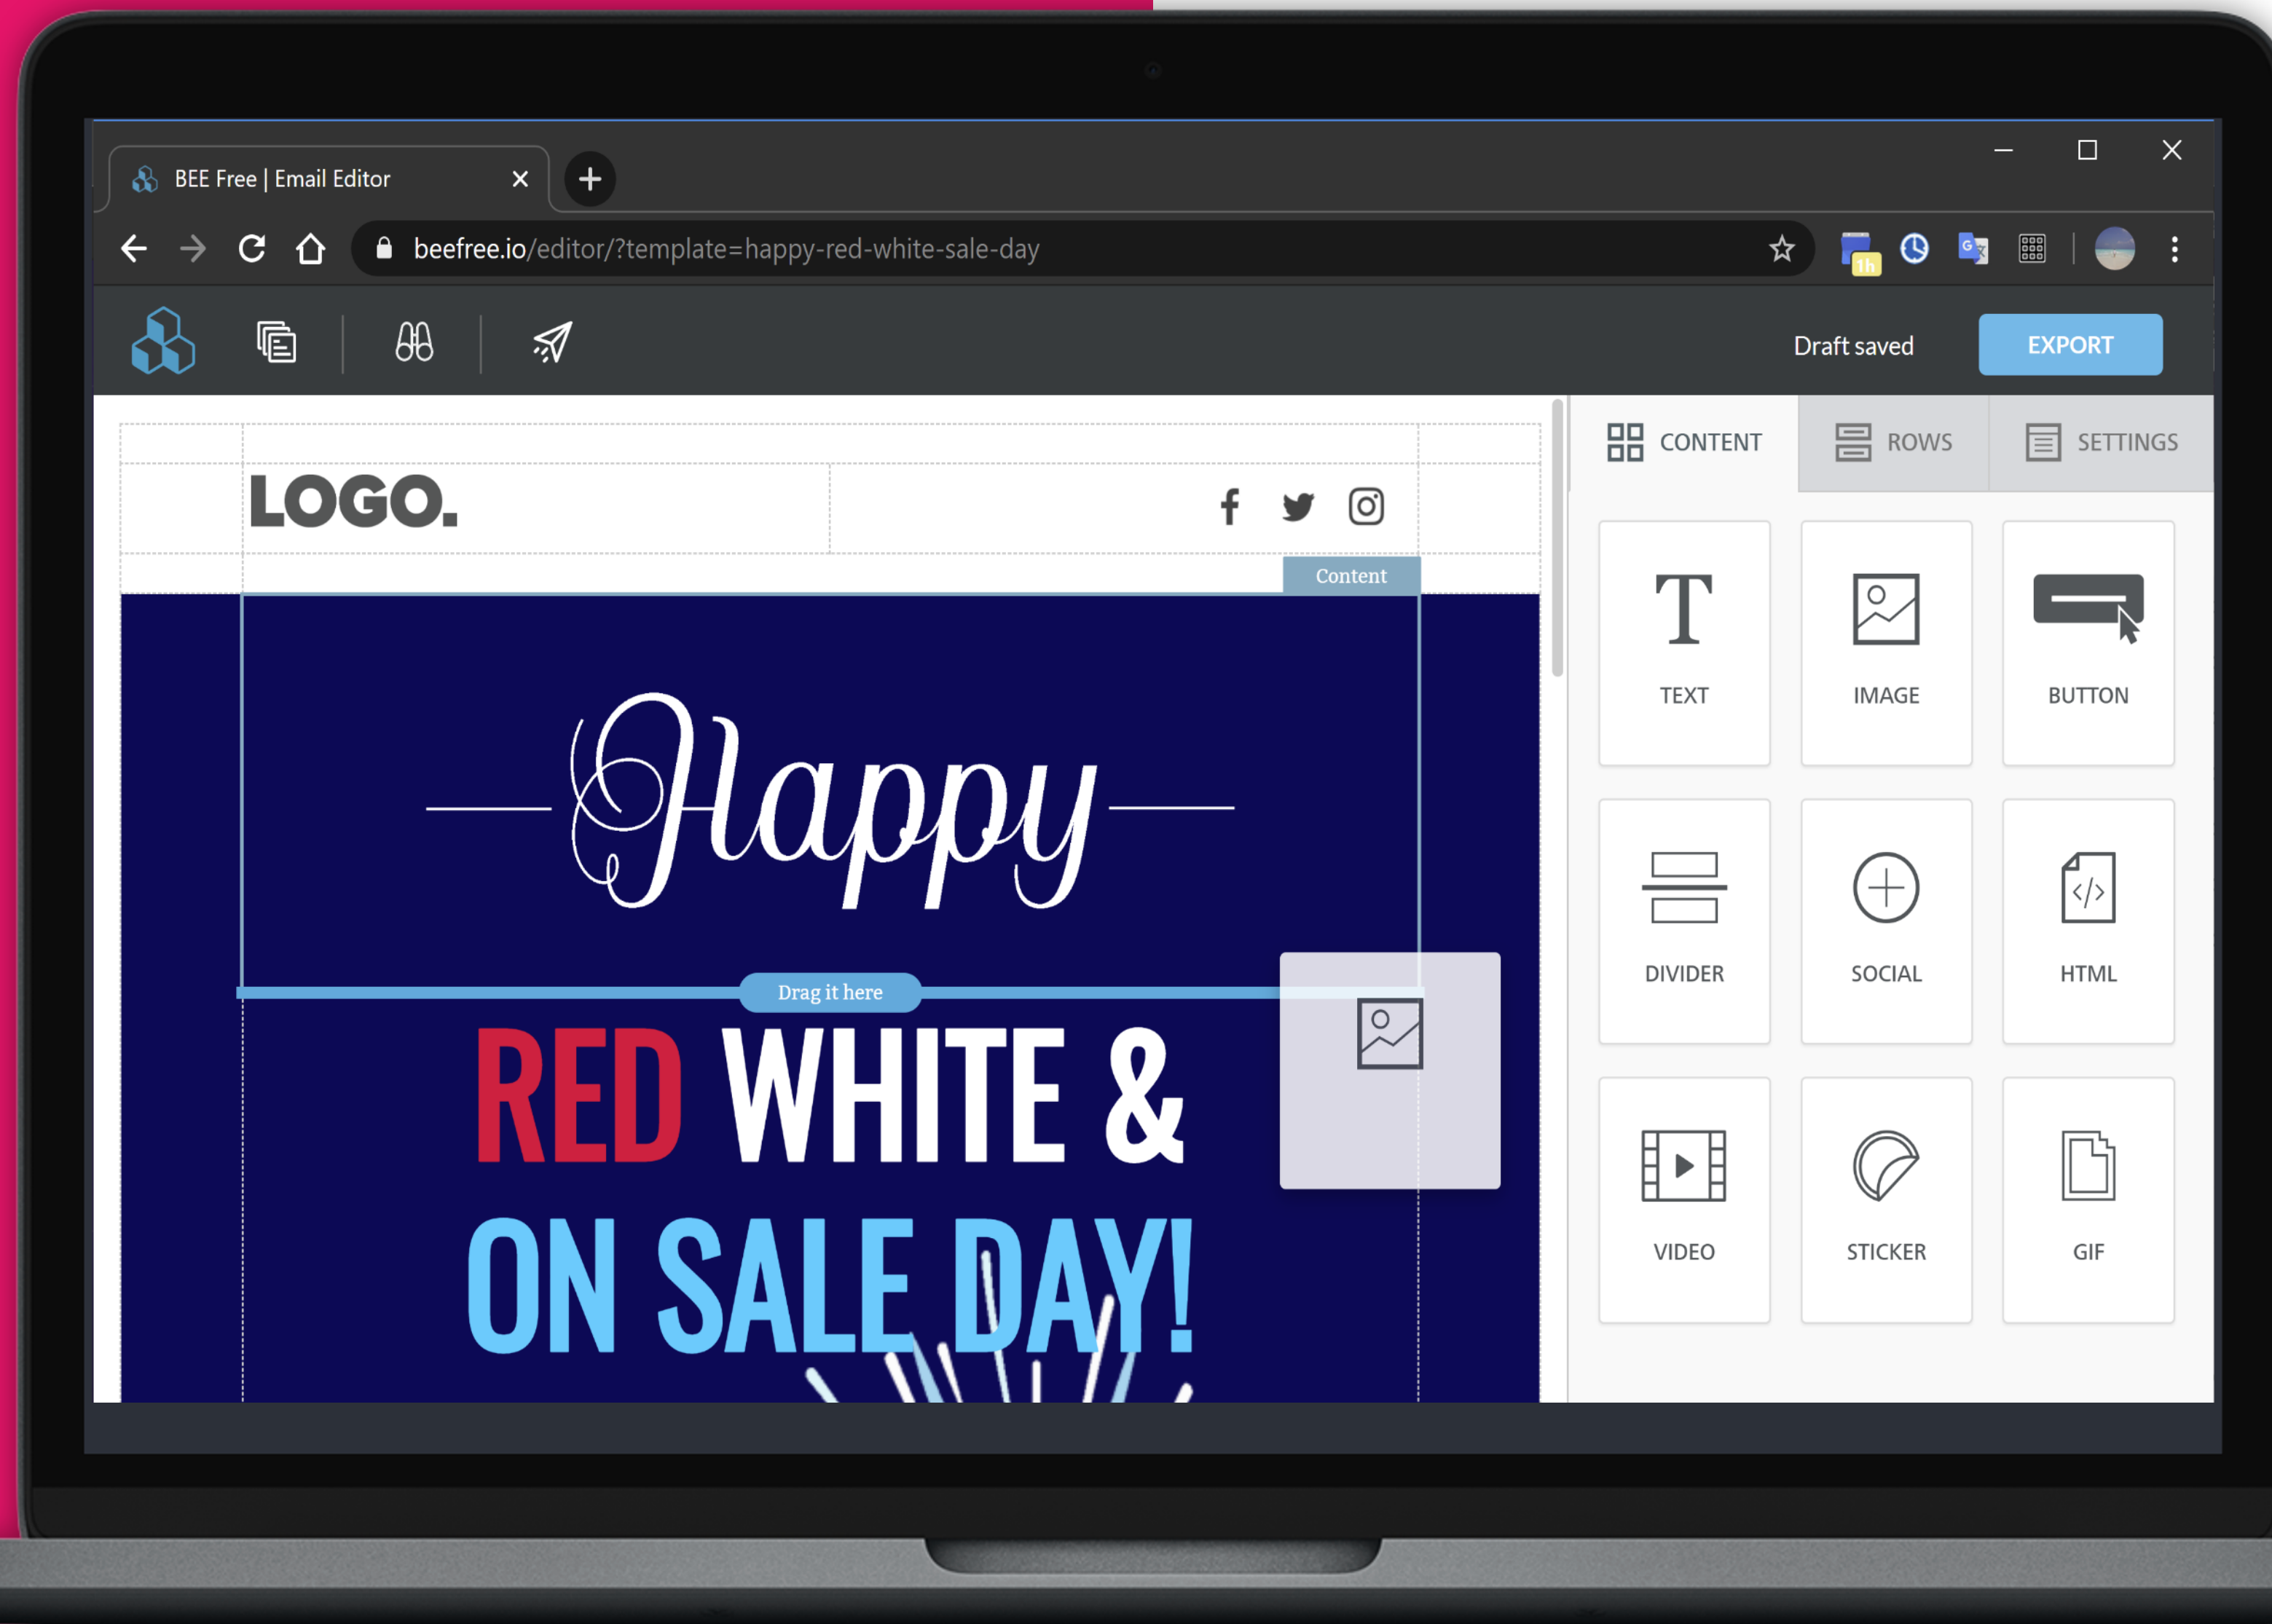 BEE Free | Email Editor
beefree.io/editor/?template=happy-red-white-sale-day
1h
G
Draft saved
EXPORT
CONTENT
ROWS
SETTINGS
LOGO.
Content
Happy
Drag it here
RED WHITE &
ON SALE DAY!
TEXT
IMAGE
BUTTON
DIVIDER
SOCIAL
HTML
VIDEO
STICKER
GIF